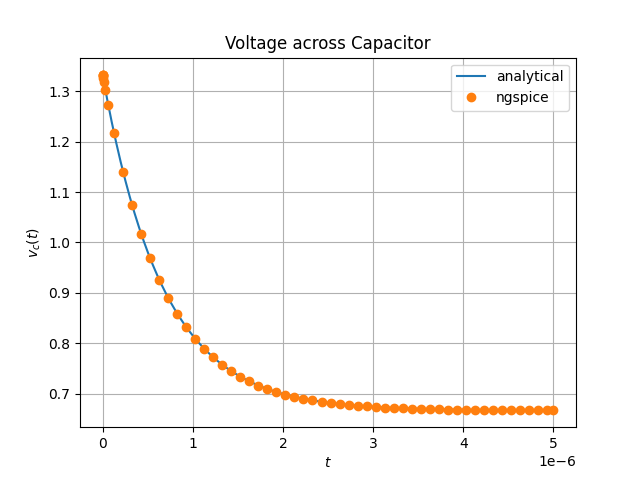 Voltage across Capacitor
analytical
ngspice
v_c(t)
1.3
1.2
1.1
1.0
0.9
0.8
0.7
0 1 2 3 4 5
1e−6
t